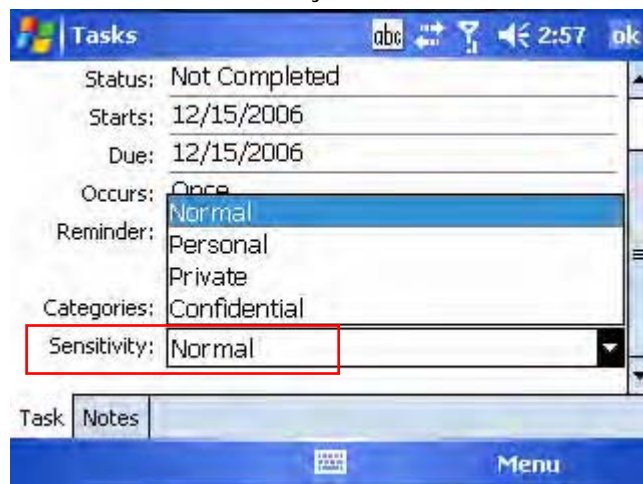 Tasks abc 2:57 ok
Status: Not Completed
Starts: 12/15/2006
Due: 12/15/2006
Occurs: Once
Normal
Reminder:
Personal
Private
Categories: Confidential
Sensitivity: Normal
Task Notes
Menu